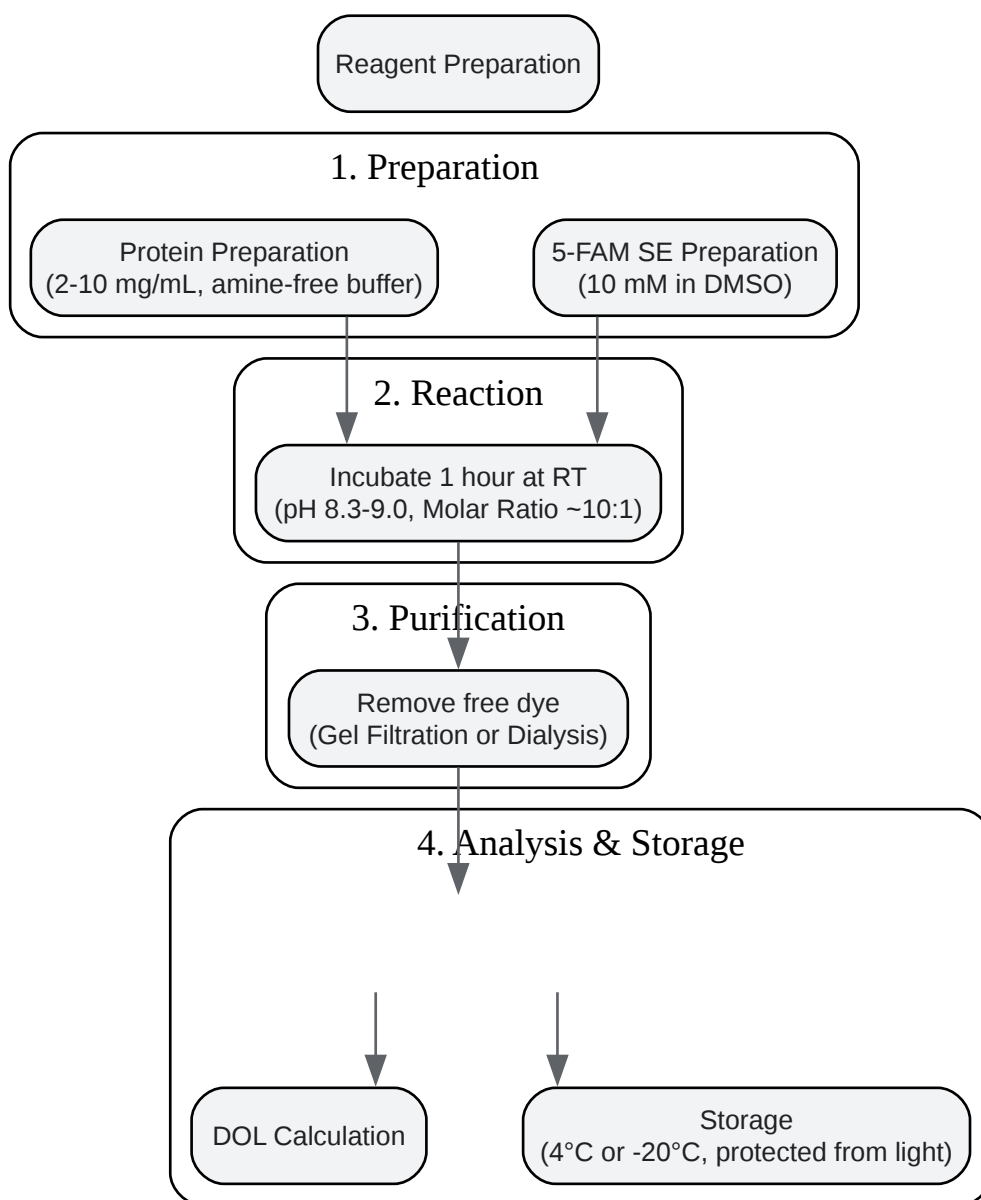 Reagent Preparation
1. Preparation
Protein Preparation
(2-10 mg/mL, amine-free buffer)
5-FAM SE Preparation
(10 mM in DMSO)
2. Reaction
Incubate 1 hour at RT
(pH 8.3-9.0, Molar Ratio ~10:1)
3. Purification
Remove free dye
(Gel Filtration or Dialysis)
4. Analysis & Storage
DOL Calculation
Storage
(4°C or -20°C, protected from light)